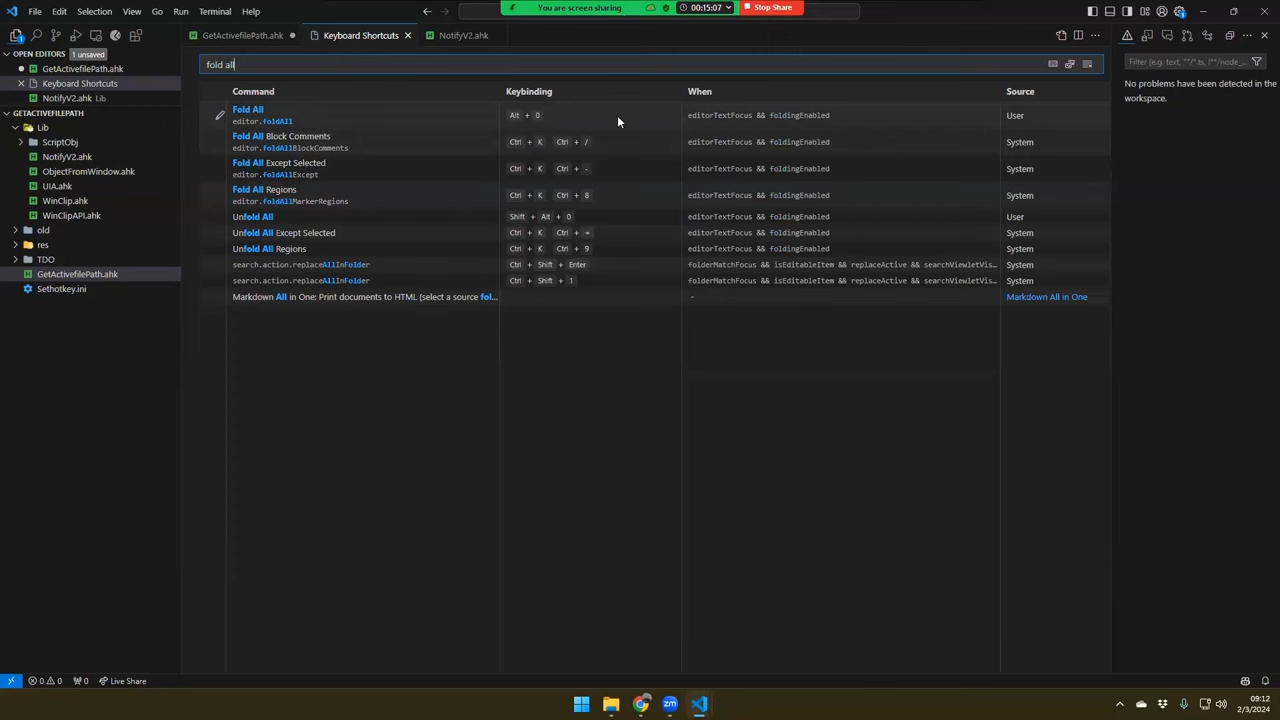 File Edit Selection View Go Run Terminal Help
You are screen sharing 00:15:07 Stop Share
GetActivefilePath.ahk Keyboard Shortcuts NotifyV2.ahk
OPEN EDITORS 1 unsaved
GetActivefilePath.ahk
Keyboard Shortcuts
NotifyV2.ahk Lib
GETACTIVEFILEPATH
Lib
ScriptObj
NotifyV2.ahk
ObjectFromWindow.ahk
UIA.ahk
WinClip.ahk
WinClipAPI.ahk
old
res
TDO
GetActivefilePath.ahk
Sethotkey.ini
fold all
Command Keybinding When Source
Fold All Alt + 0 editorTextFocus && foldingEnabled User
editor.foldAll
Fold All Block Comments Ctrl + K Ctrl + / editorTextFocus && foldingEnabled System
editor.foldAllBlockComments
Fold All Except Selected Ctrl + K Ctrl + - editorTextFocus && foldingEnabled System
editor.foldAllExcept
Fold All Regions Ctrl + K Ctrl + 8 editorTextFocus && foldingEnabled System
editor.foldAllMarkerRegions
Unfold All Shift + Alt + 0 editorTextFocus && foldingEnabled User
Unfold All Except Selected Ctrl + K Ctrl + = editorTextFocus && foldingEnabled System
Unfold All Regions Ctrl + K Ctrl + 9 editorTextFocus && foldingEnabled System
search.action.replaceAllInFolder Ctrl + Shift + Enter folderMatchFocus && isEditableItem && replaceActive && searchViewletVis… System
search.action.replaceAllInFolder Ctrl + Shift + 1 folderMatchFocus && isEditableItem && replaceActive && searchViewletVis… System
Markdown All in One: Print documents to HTML (select a source fol… - Markdown All in One
Filter (e.g. text, **/*.ts, !**/node_…
No problems have been detected in the
workspace.
0 0 0 Live Share
zm
09:12
2/3/2024